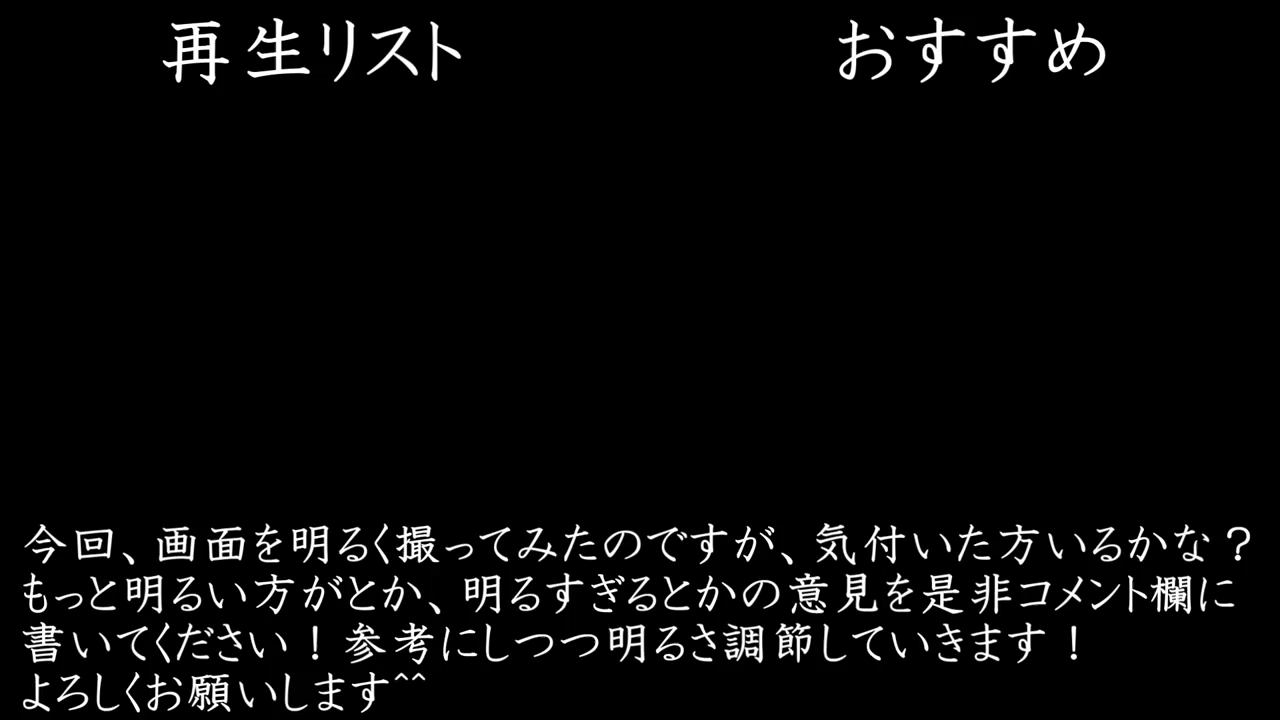 再生リスト
おすすめ
今回、画面を明るく撮ってみたのですが、気付いた方いるかな？
もっと明るい方がとか、明るすぎるとかの意見を是非コメント欄に
書いてください！参考にしつつ明るさ調節していきます！
よろしくお願いします^^